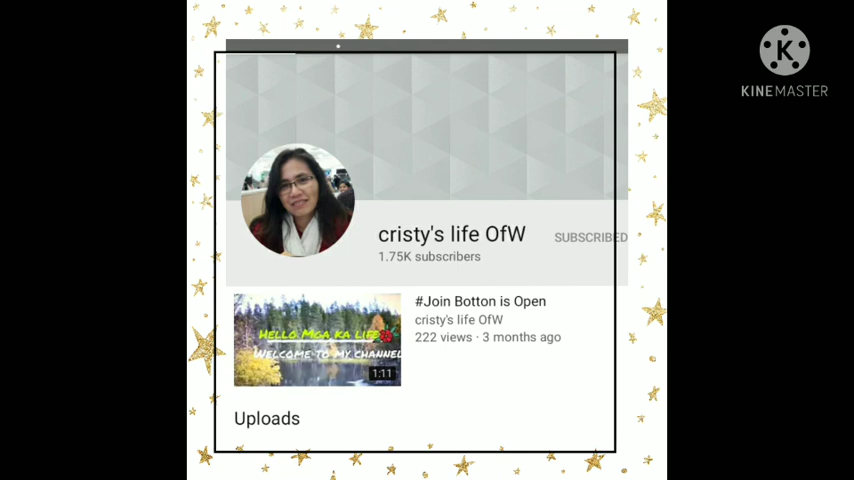 KINEMASTER
cristy's life OfW
SUBSCRIBED
1.75K subscribers
#Join Botton is Open
cristy's life OfW
222 views · 3 months ago
Hello Mga ka life
Welcome to my channel
1:11
Uploads